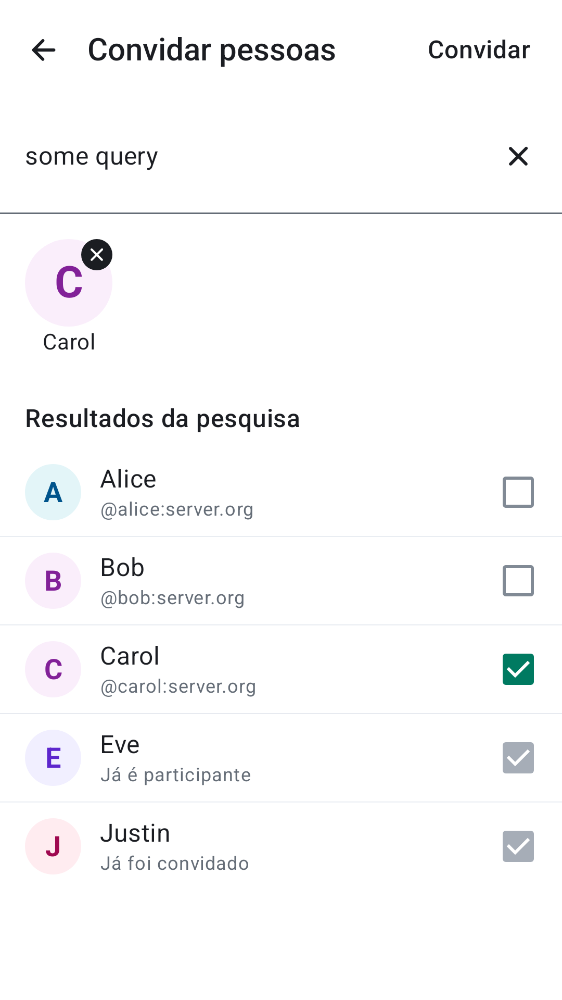 Convidar pessoas
Convidar
some query
C
Carol
Resultados da pesquisa
A
Alice
@alice:server.org
B
Bob
@bob:server.org
C
Carol
@carol:server.org
E
Eve
Já é participante
J
Justin
Já foi convidado